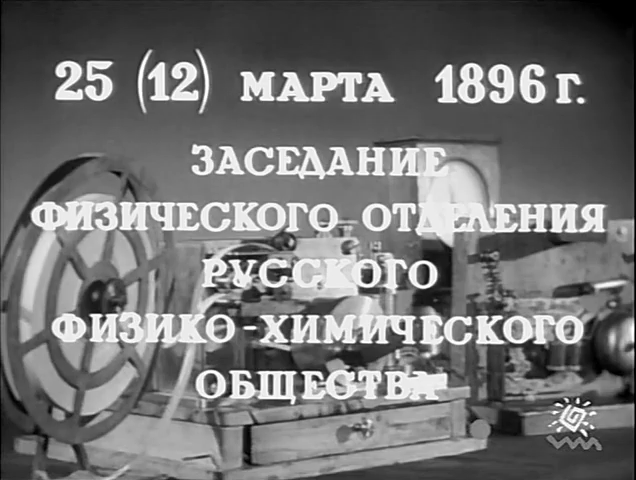 25 (12) МАРТА 1896 г.
ЗАСЕДАНИЕ
ФИЗИЧЕСКОГО ОТДЕЛЕНИЯ
РУССКОГО
ФИЗИКО-ХИМИЧЕСКОГО
ОБЩЕСТВА